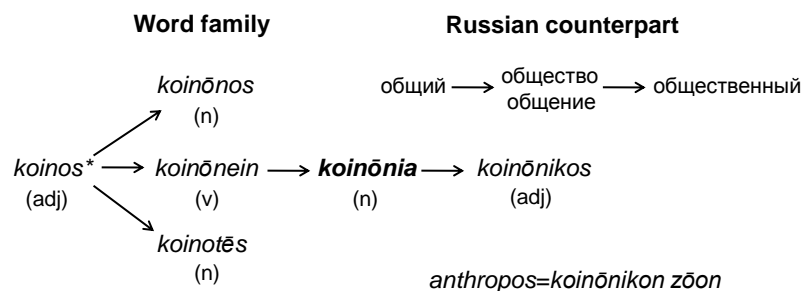 Word family
Russian counterpart
koinōnos
(n)
общий
общество
общение
общественный
koinos*
(adj)
koinōnein
(v)
koinōnia
(n)
koinōnikos
(adj)
koinotēs
(n)
anthropos=koinōnikon zōon